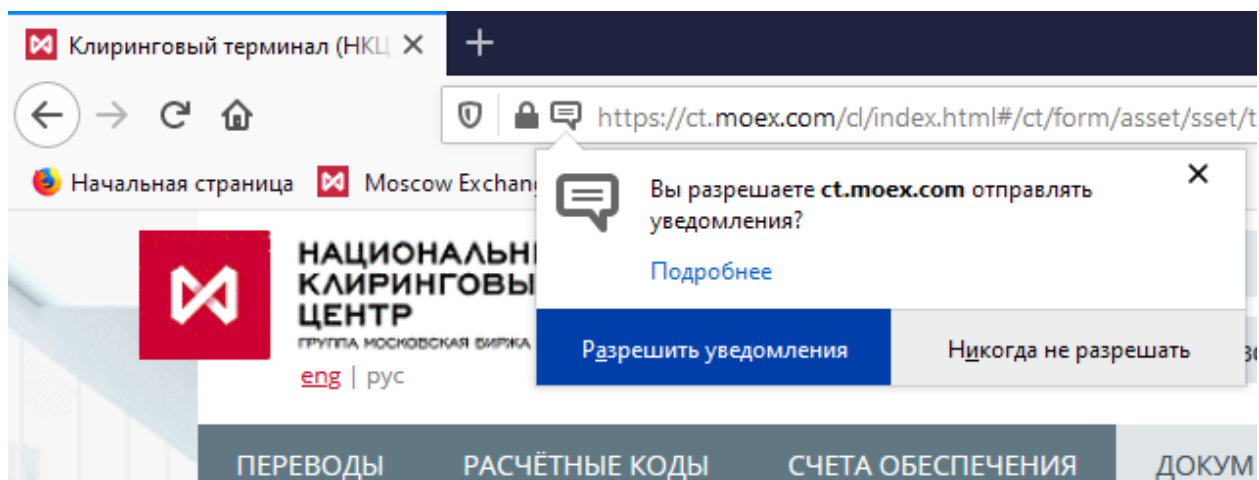 Клиринговый терминал (НКЦ
https://ct.moex.com/cl/index.html#/ct/form/asset/sset/t
Начальная страница Moscow Exchan
Вы разрешаете ct.moex.com отправлять
уведомления?
Подробнее
Разрешить уведомления Никогда не разрешать
НАЦИОНАЛЬН
КЛИРИНГОВЫ
ЦЕНТР
ГРУППА МОСКОВСКАЯ БИРЖА
eng | рус
ПЕРЕВОДЫ РАСЧЁТНЫЕ КОДЫ СЧЕТА ОБЕСПЕЧЕНИЯ ДОКУМ